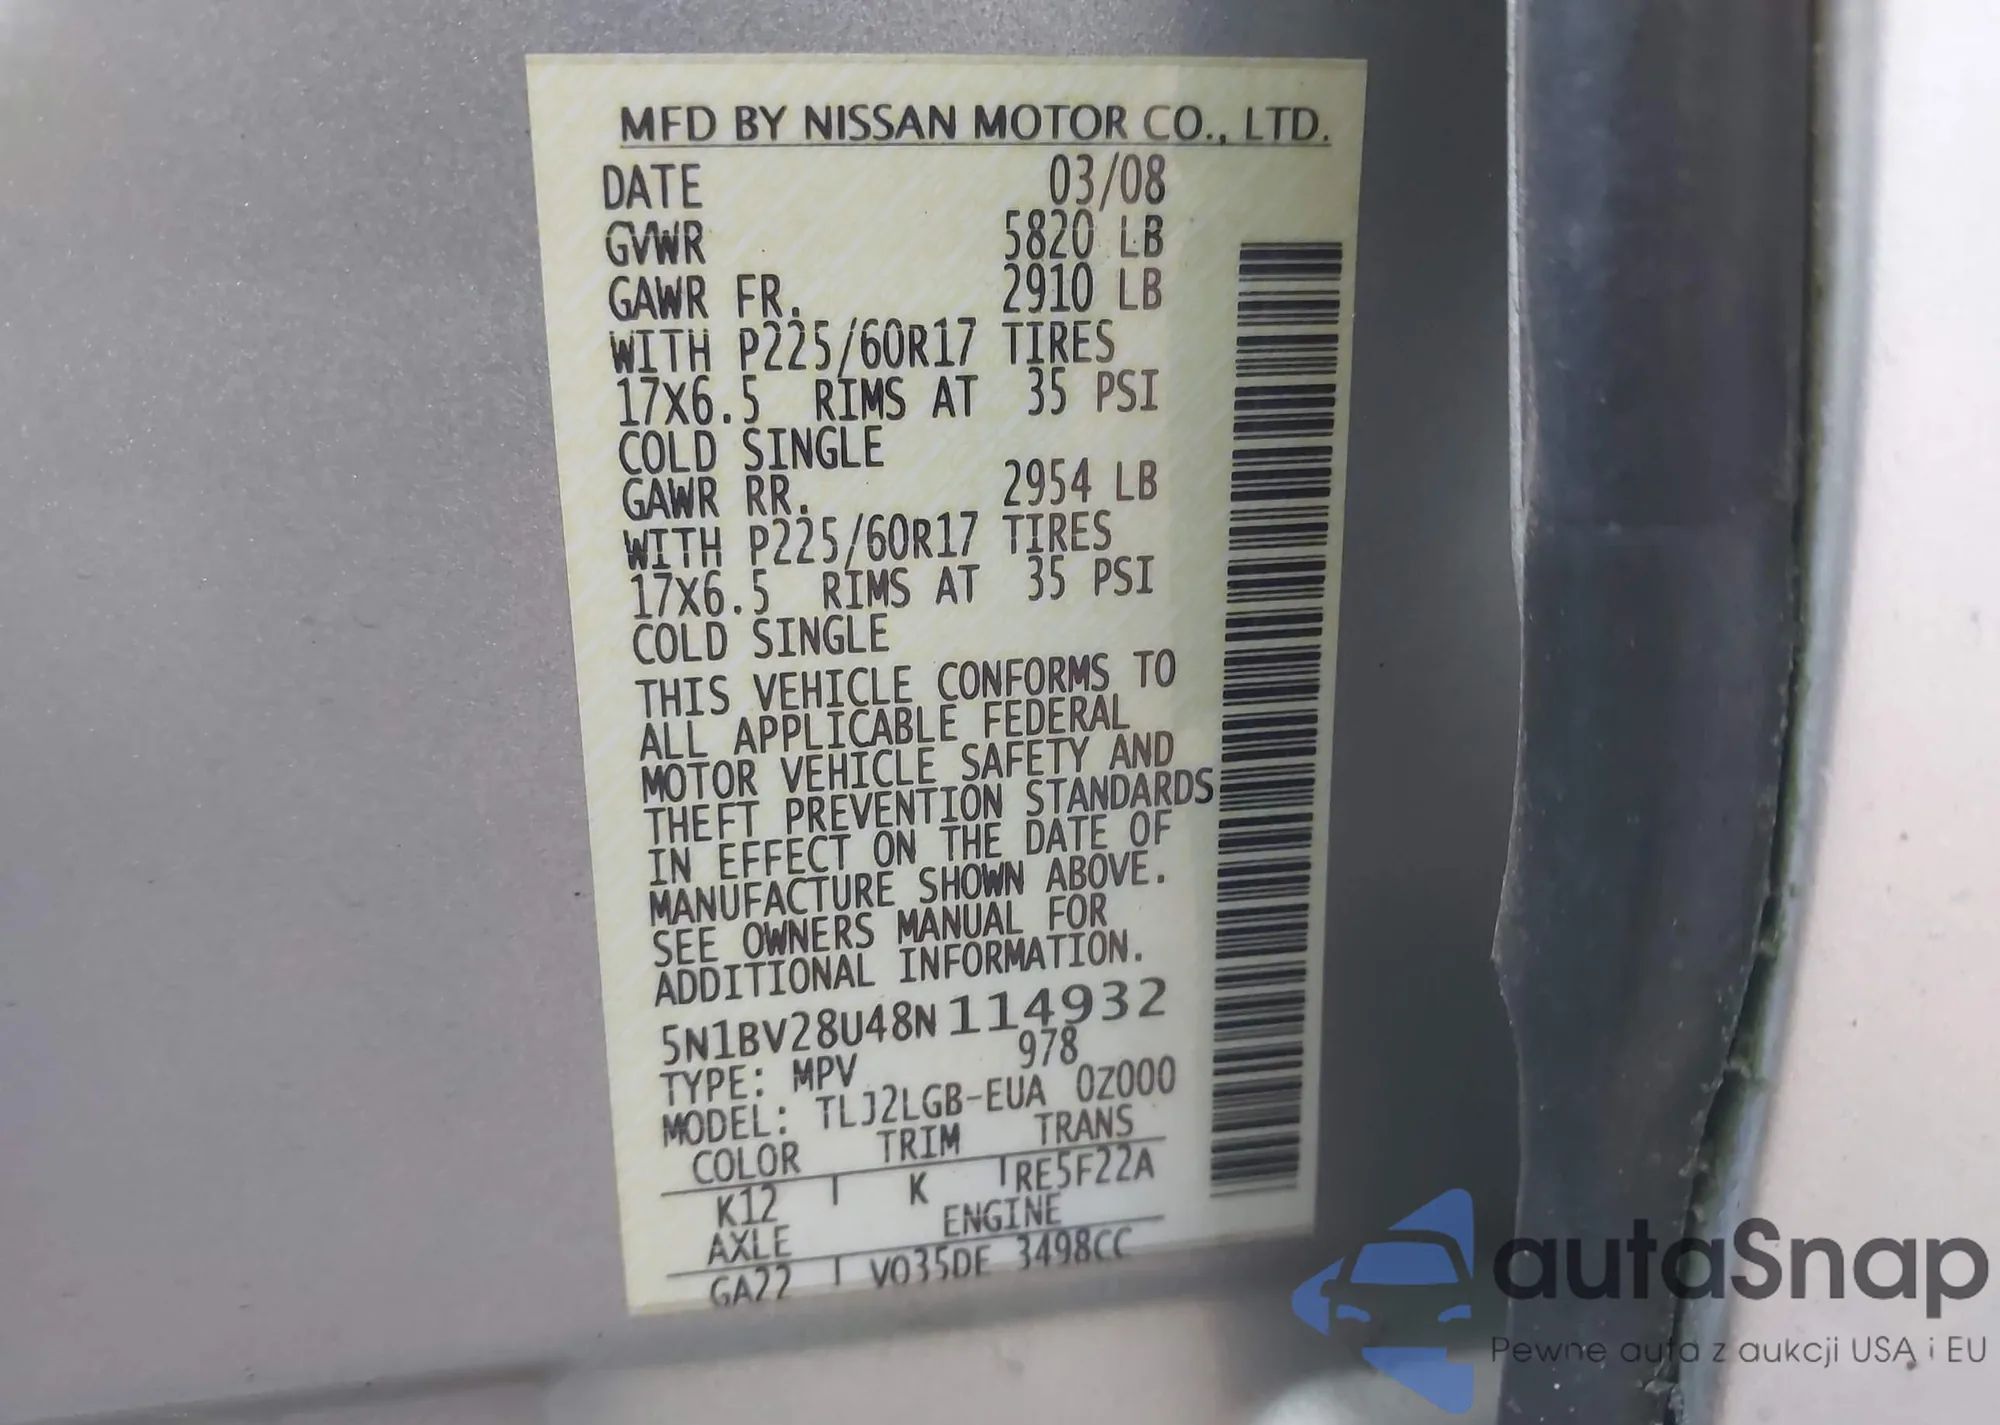 MFD BY NISSAN MOTOR CO., LTD.
DATE 03/08
GVWR 5820 LB
GAWR FR. 2910 LB
WITH P225/60R17 TIRES
17X6.5 RIMS AT 35 PSI
COLD SINGLE
GAWR RR. 2954 LB
WITH P225/60R17 TIRES
17X6.5 RIMS AT 35 PSI
COLD SINGLE
THIS VEHICLE CONFORMS TO
ALL APPLICABLE FEDERAL
MOTOR VEHICLE SAFETY AND
THEFT PREVENTION STANDARDS
IN EFFECT ON THE DATE OF
MANUFACTURE SHOWN ABOVE.
SEE OWNERS MANUAL FOR
ADDITIONAL INFORMATION.
5N1BV28U48N114932
TYPE: MPV 978
MODEL: TLJ2LGB-EUA 0Z000
COLOR TRIM TRANS
K12 K RE5F22A
AXLE ENGINE
GA22 VQ35DE 3498CC
autaSnap
Pewne auta z aukcji USA i EU